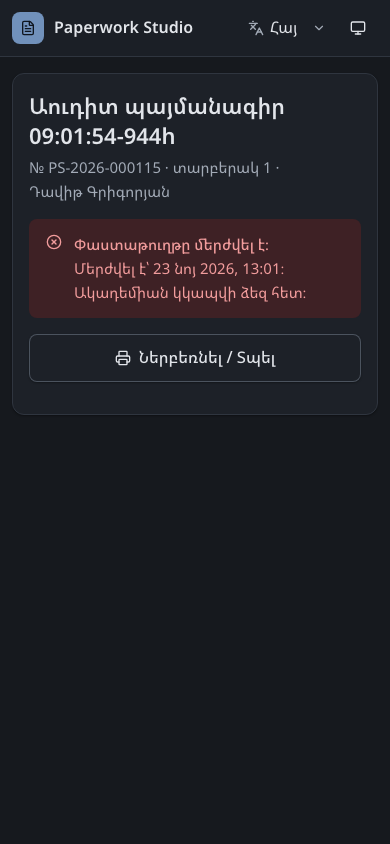 Paperwork Studio
Հայ
Աուդիտ պայմանագիր
09:01:54-944h
№ PS-2026-000115 · տարբերակ 1 ·
Դավիթ Գրիգորյան
Փաստաթուղթը մերժվել է:
Մերժվել է՝ 23 նոյ 2026, 13:01:
Ակադեմիան կկապվի ձեզ հետ:
Ներբեռնել / Տպել